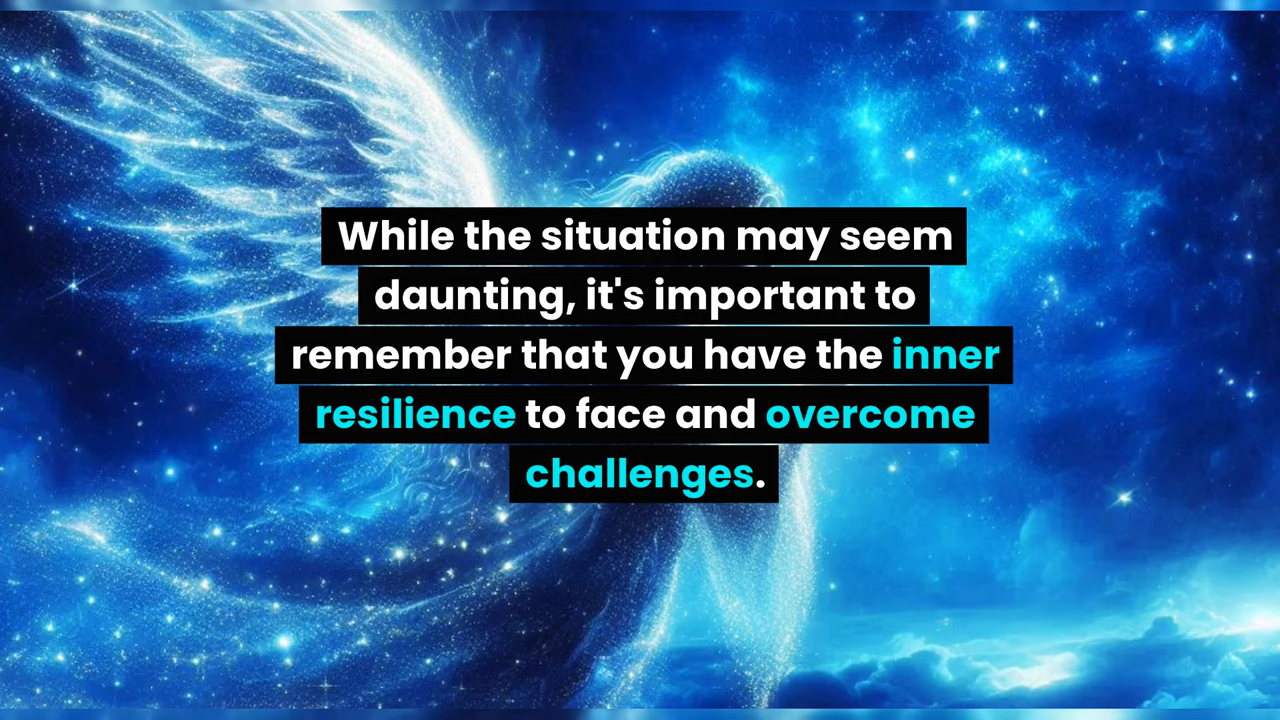 While the situation may seem
daunting, it's important to
remember that you have the inner
resilience to face and overcome
challenges.